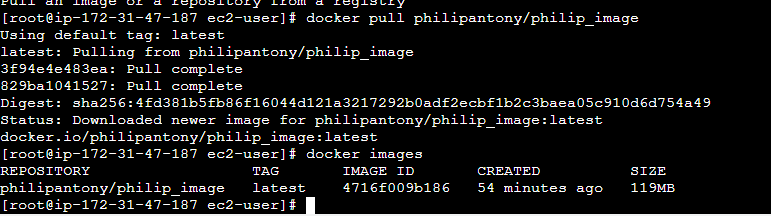 Pull an image or a repository from a registry
[root@ip-172-31-47-187 ec2-user]# docker pull philipantony/philip_image
Using default tag: latest
latest: Pulling from philipantony/philip_image
3f94e4e483ea: Pull complete
829ba1041527: Pull complete
Digest: sha256:4fd381b5fb86f16044d121a3217292b0adf2ecbf1b2c3baea05c910d6d754a49
Status: Downloaded newer image for philipantony/philip_image:latest
docker.io/philipantony/philip_image:latest
[root@ip-172-31-47-187 ec2-user]# docker images
REPOSITORY TAG IMAGE ID CREATED SIZE
philipantony/philip_image latest 4716f009b186 54 minutes ago 119MB
[root@ip-172-31-47-187 ec2-user]#